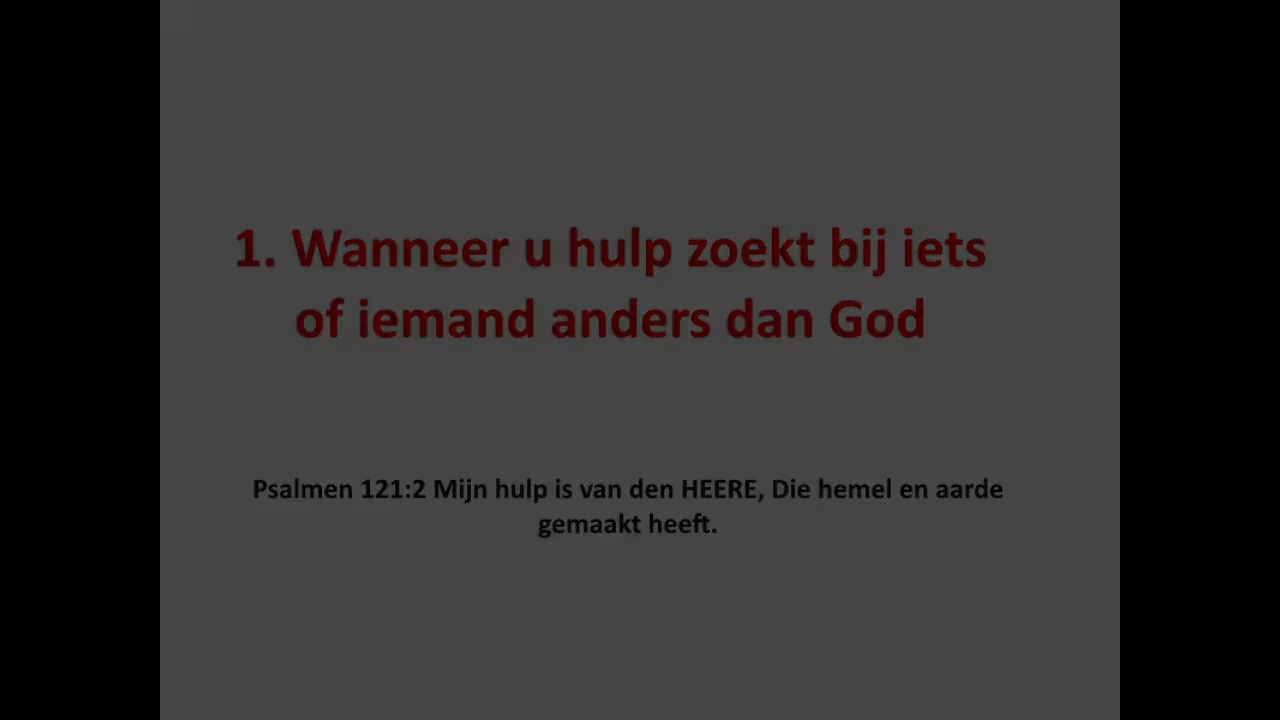 1. Wanneer u hulp zoekt bij iets
of iemand anders dan God
Psalmen 121:2 Mijn hulp is van den HEERE, Die hemel en aarde
gemaakt heeft.